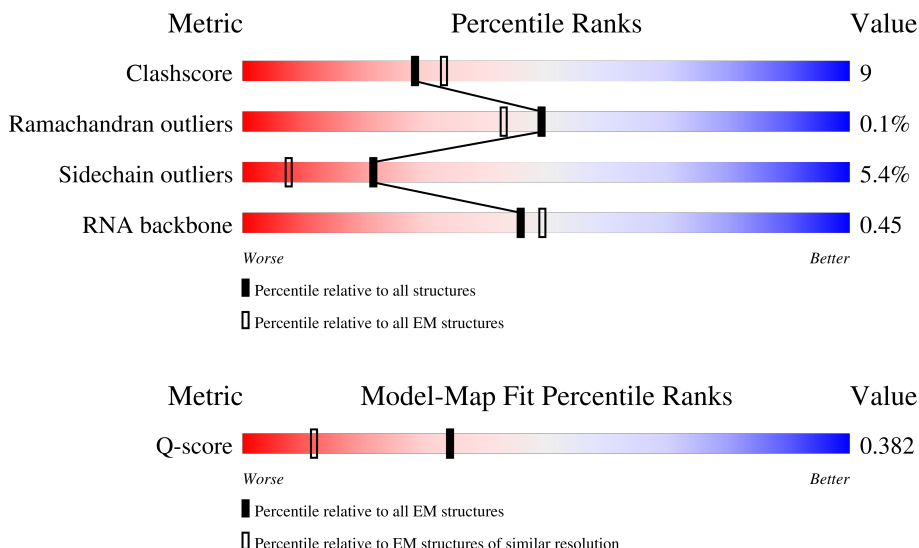 Metric Percentile Ranks Value
Clashscore 9
Ramachandran outliers 0.1%
Sidechain outliers 5.4%
RNA backbone 0.45
Worse Better
Percentile relative to all structures
Percentile relative to all EM structures
Metric Model-Map Fit Percentile Ranks Value
Q-score 0.382
Worse Better
Percentile relative to all EM structures
Percentile relative to EM structures of similar resolution